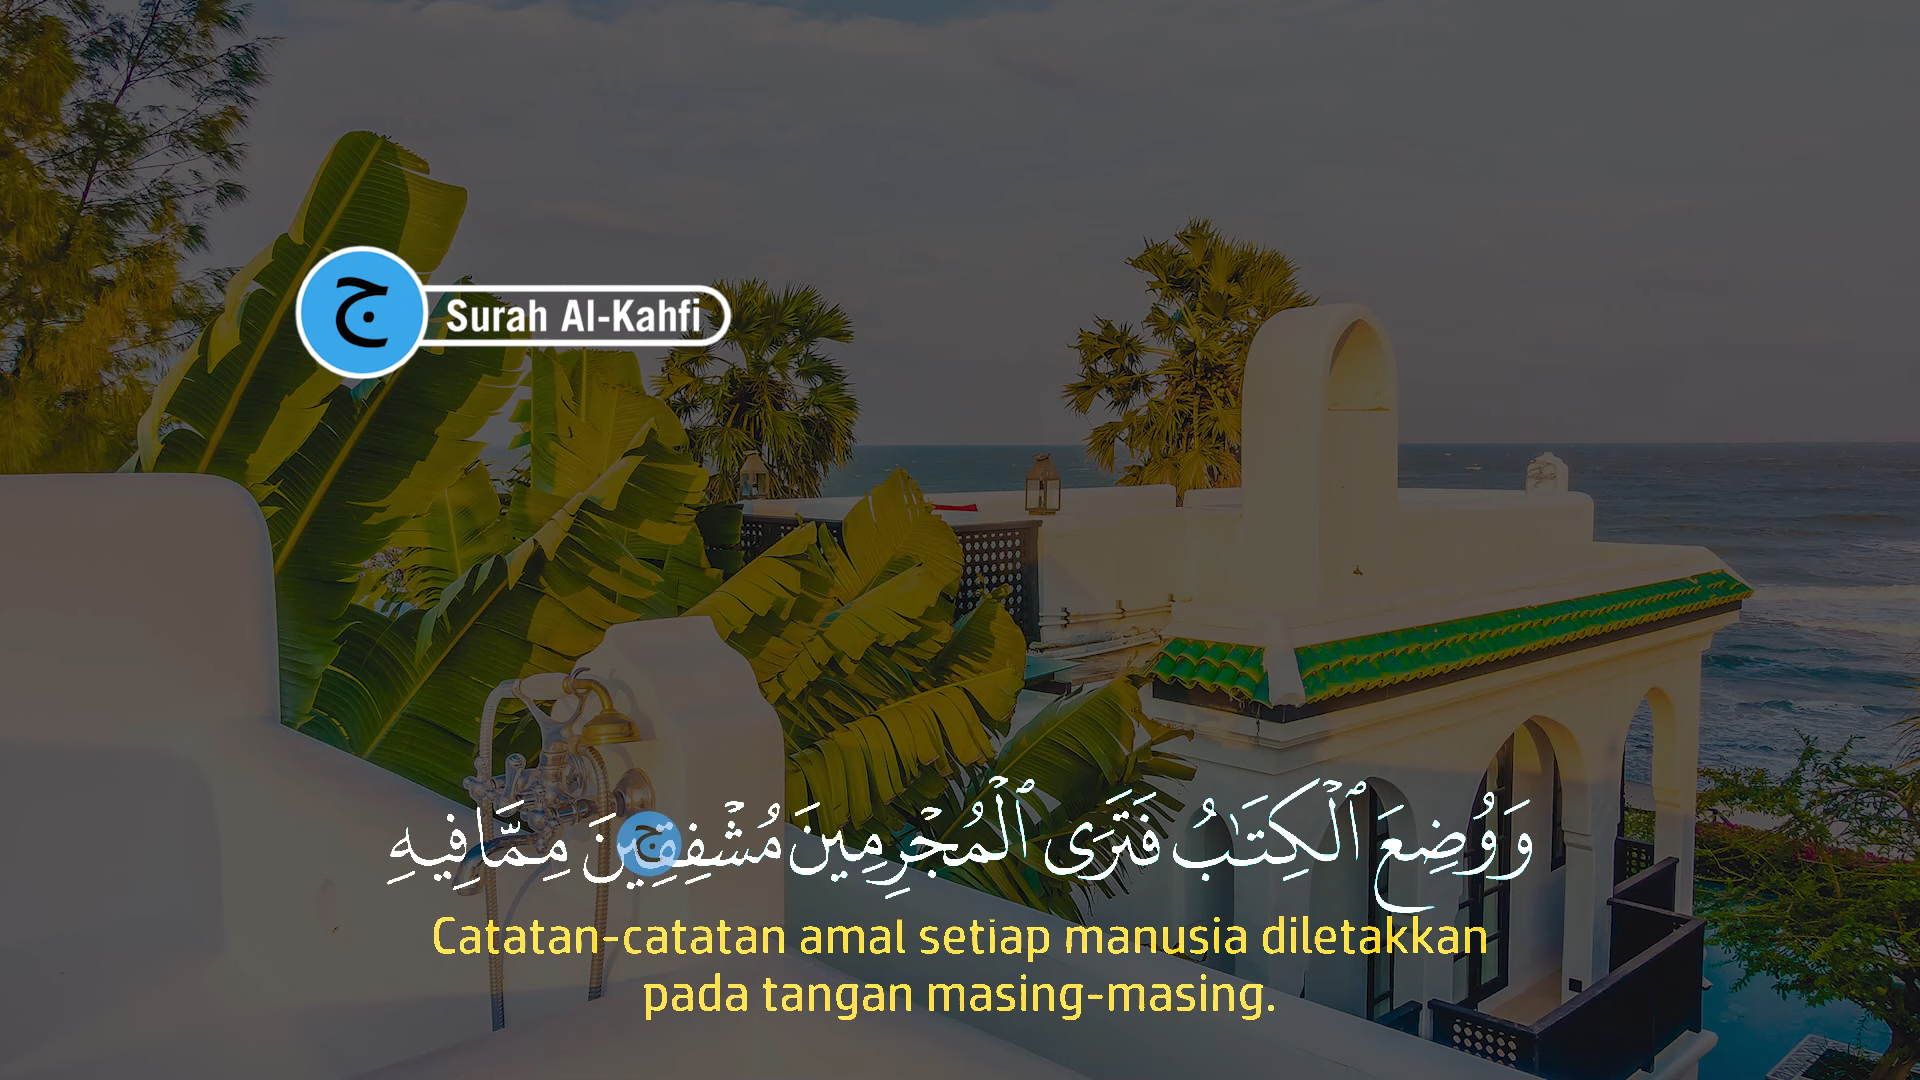 ج
Surah Al-Kahfi
وَوُضِعَ ٱلْكِتَـٰبُ فَتَرَى ٱلْمُجْرِمِينَ مُشْفِقِينَ مِمَّا فِيهِ
ج
Catatan-catatan amal setiap manusia diletakkan
pada tangan masing-masing.